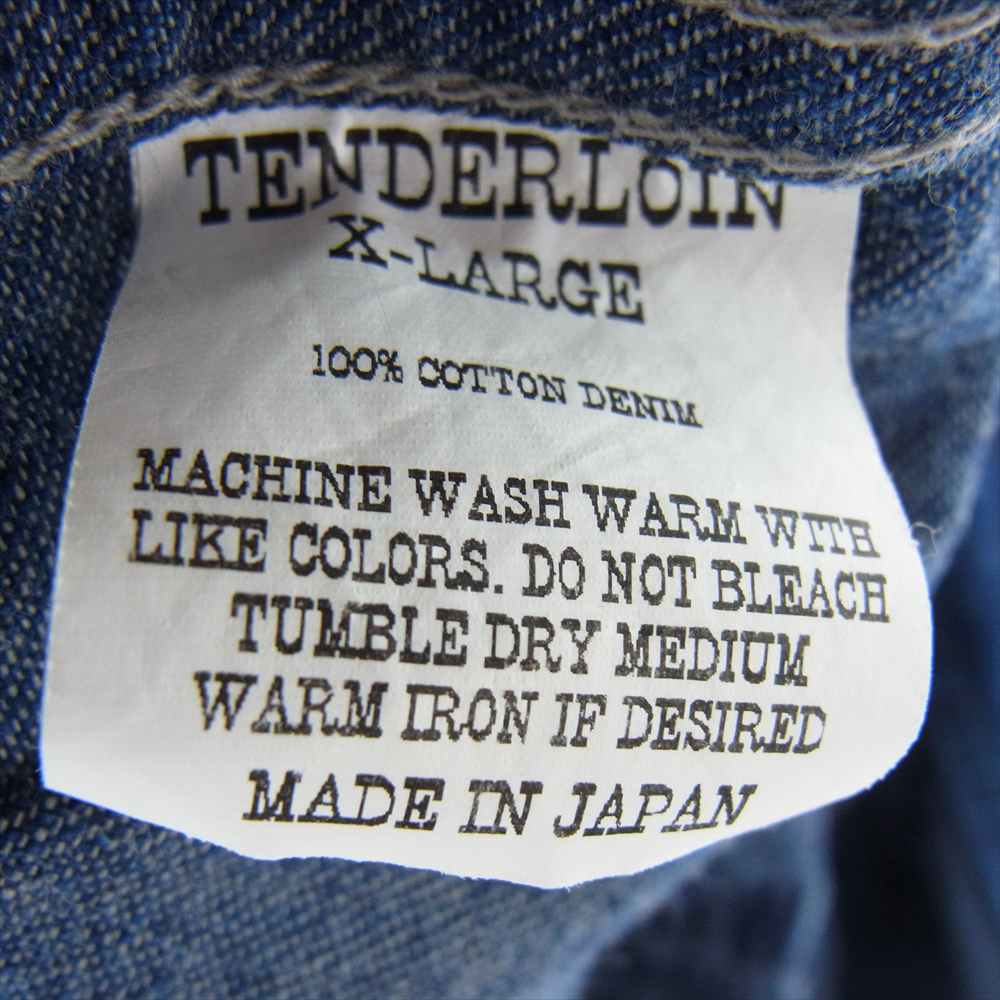 TENDERLOIN
X-LARGE
100% COTTON DENIM
MACHINE WASH WARM WITH
LIKE COLORS. DO NOT BLEACH
TUMBLE DRY MEDIUM
WARM IRON IF DESIRED
MADE IN JAPAN